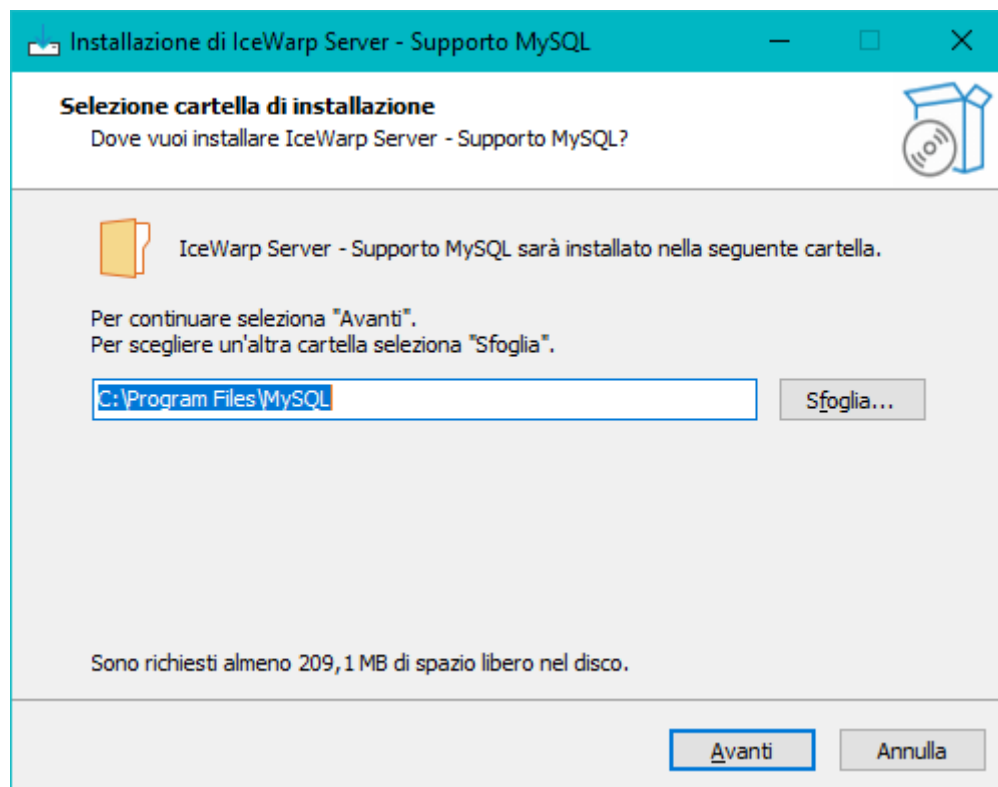 Installazione di IceWarp Server - Supporto MySQL
Selezione cartella di installazione
Dove vuoi installare IceWarp Server - Supporto MySQL?
IceWarp Server - Supporto MySQL sarà installato nella seguente cartella.
Per continuare seleziona "Avanti".
Per scegliere un'altra cartella seleziona "Sfoglia".
C:\Program Files\MySQL
Sfoglia...
Sono richiesti almeno 209,1 MB di spazio libero nel disco.
Avanti
Annulla